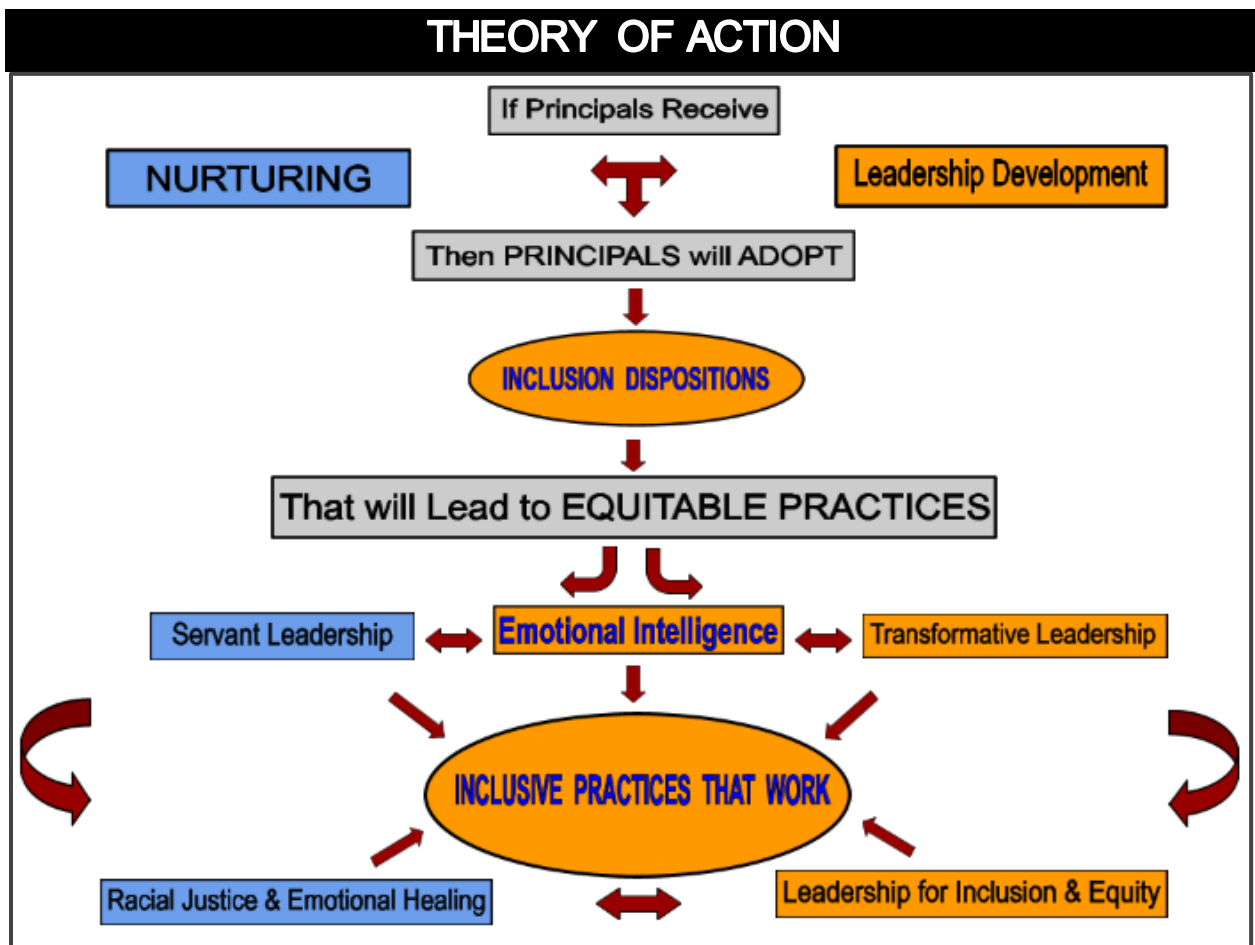 THEORY OF ACTION
If Principals Receive
NURTURING
Leadership Development
Then PRINCIPALS will ADOPT
INCLUSION DISPOSITIONS
That will Lead to EQUITABLE PRACTICES
Servant Leadership
Emotional Intelligence
Transformative Leadership
INCLUSIVE PRACTICES THAT WORK
Racial Justice & Emotional Healing
Leadership for Inclusion & Equity